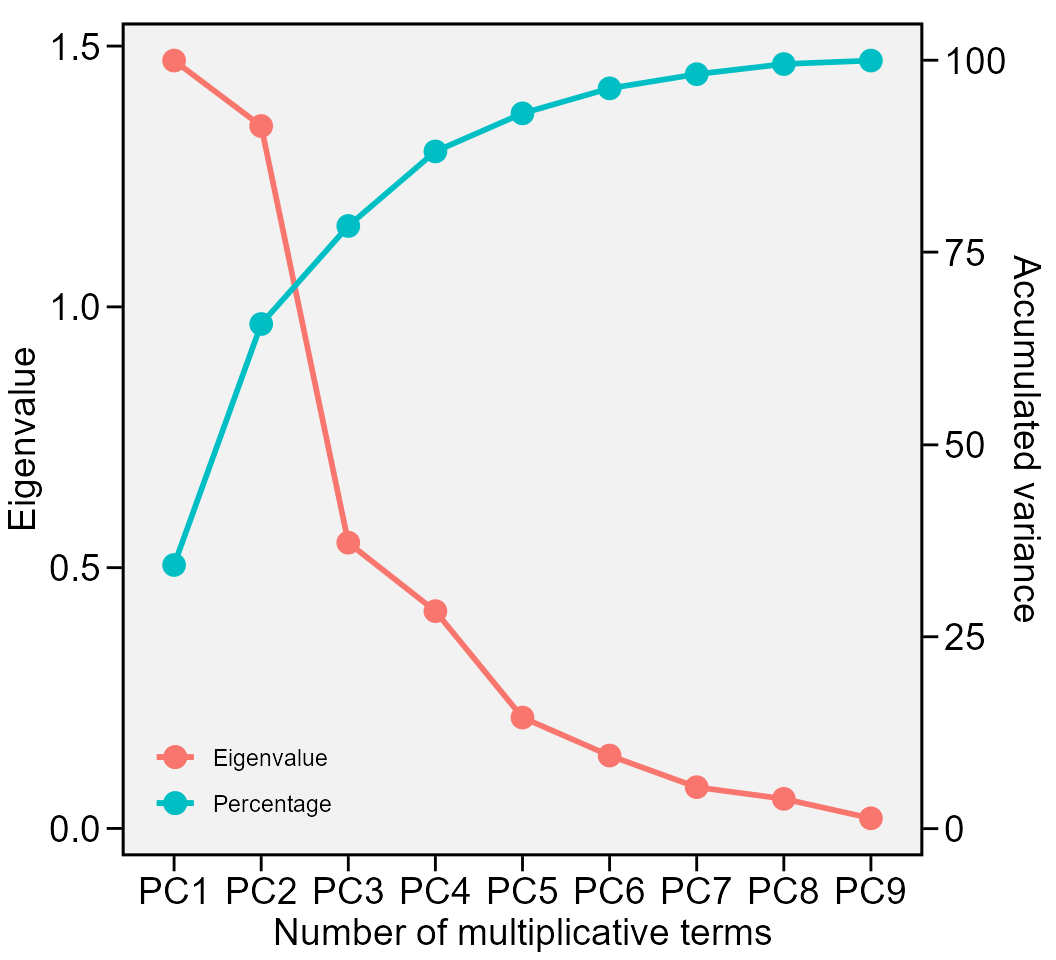 Eigenvalue
1.5
1.0
0.5
0.0
100
75
50
25
0
Accumulated variance
Eigenvalue
Percentage
PC1 PC2 PC3 PC4 PC5 PC6 PC7 PC8 PC9
Number of multiplicative terms